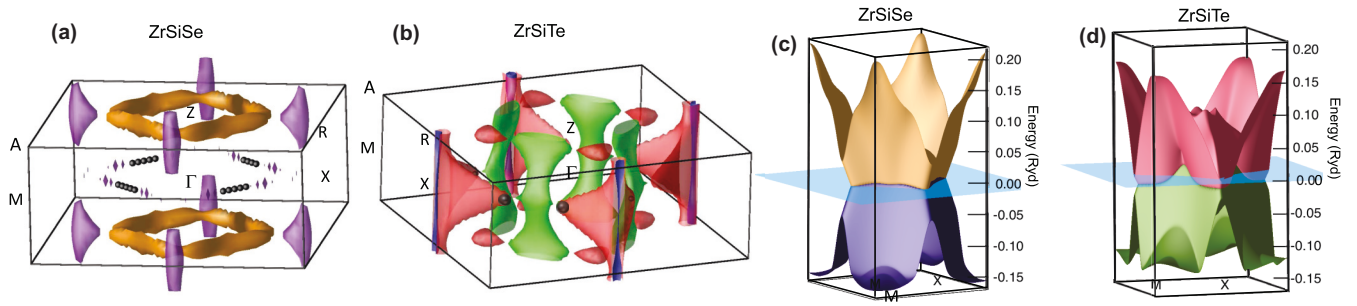 (a)
ZrSiSe
Z
R
A
Γ
X
M
(b)
ZrSiTe
A
Z
R
M
Γ
X
(c)
ZrSiSe
0.20
0.15
0.10
0.05
0.00
-0.05
-0.10
-0.15
Energy (Ryd)
M
X
M
(d)
ZrSiTe
0.20
0.15
0.10
0.05
0.00
-0.05
-0.10
-0.15
Energy (Ryd)
M
X